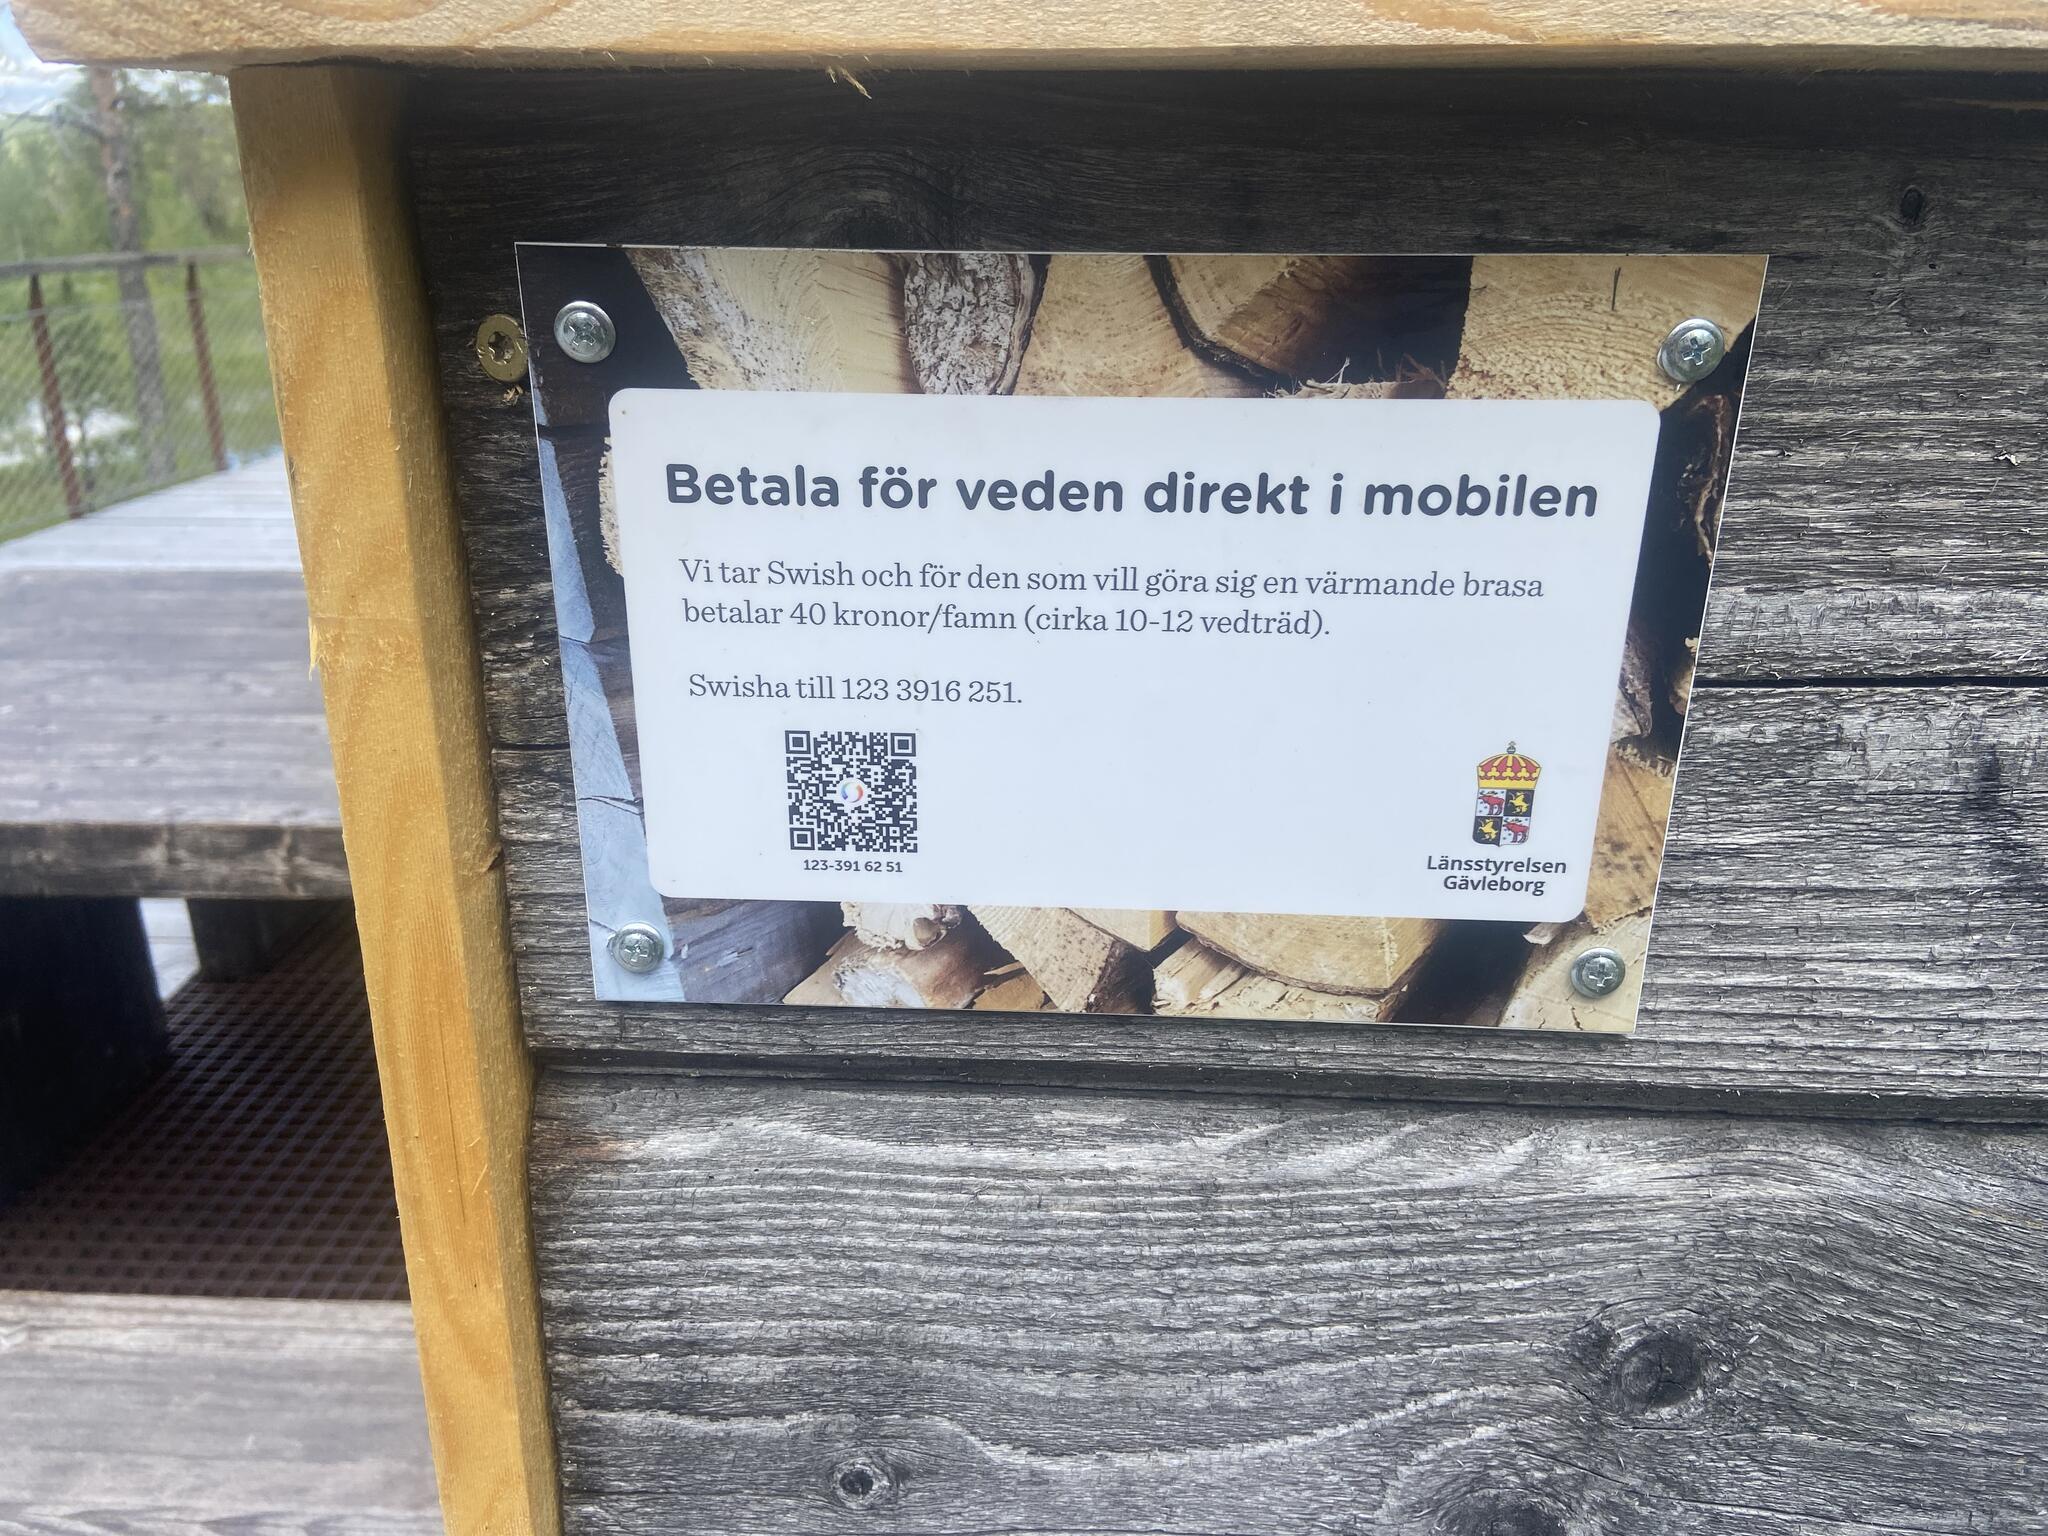 Betala för veden direkt i mobilen
Vi tar Swish och för den som vill göra sig en värmande brasa
betalar 40 kronor/famn (cirka 10-12 vedträd).
Swisha till 123 3916 251.
123-391 62 51
Länsstyrelsen
Gävleborg